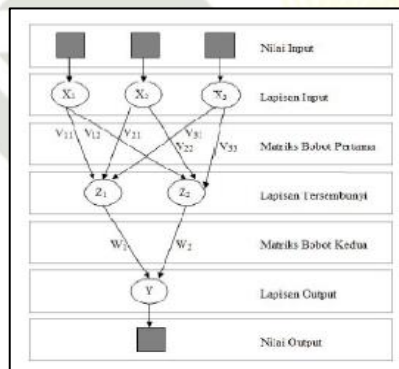 Nilai Input
X₁ X₂ X₃ Lapisan Input
V₁₁ V₁₂ V₂₁ V₃₁
V₂₂ V₃₃ Matriks Bobot Pertama
Z₁ Z₂ Lapisan Tersembunyi
W₁ W₂ Matriks Bobot Kedua
Y Lapisan Output
Nilai Output